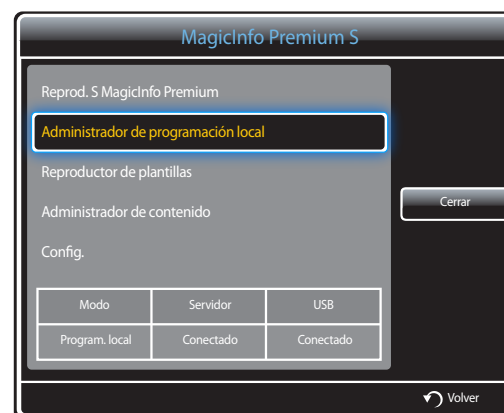 MagicInfo Premium S
Reprod. S MagicInfo Premium
Administrador de programación local
Reproductor de plantillas
Administrador de contenido
Config.
Cerrar
Modo Servidor USB
Program. local Conectado Conectado
Volver